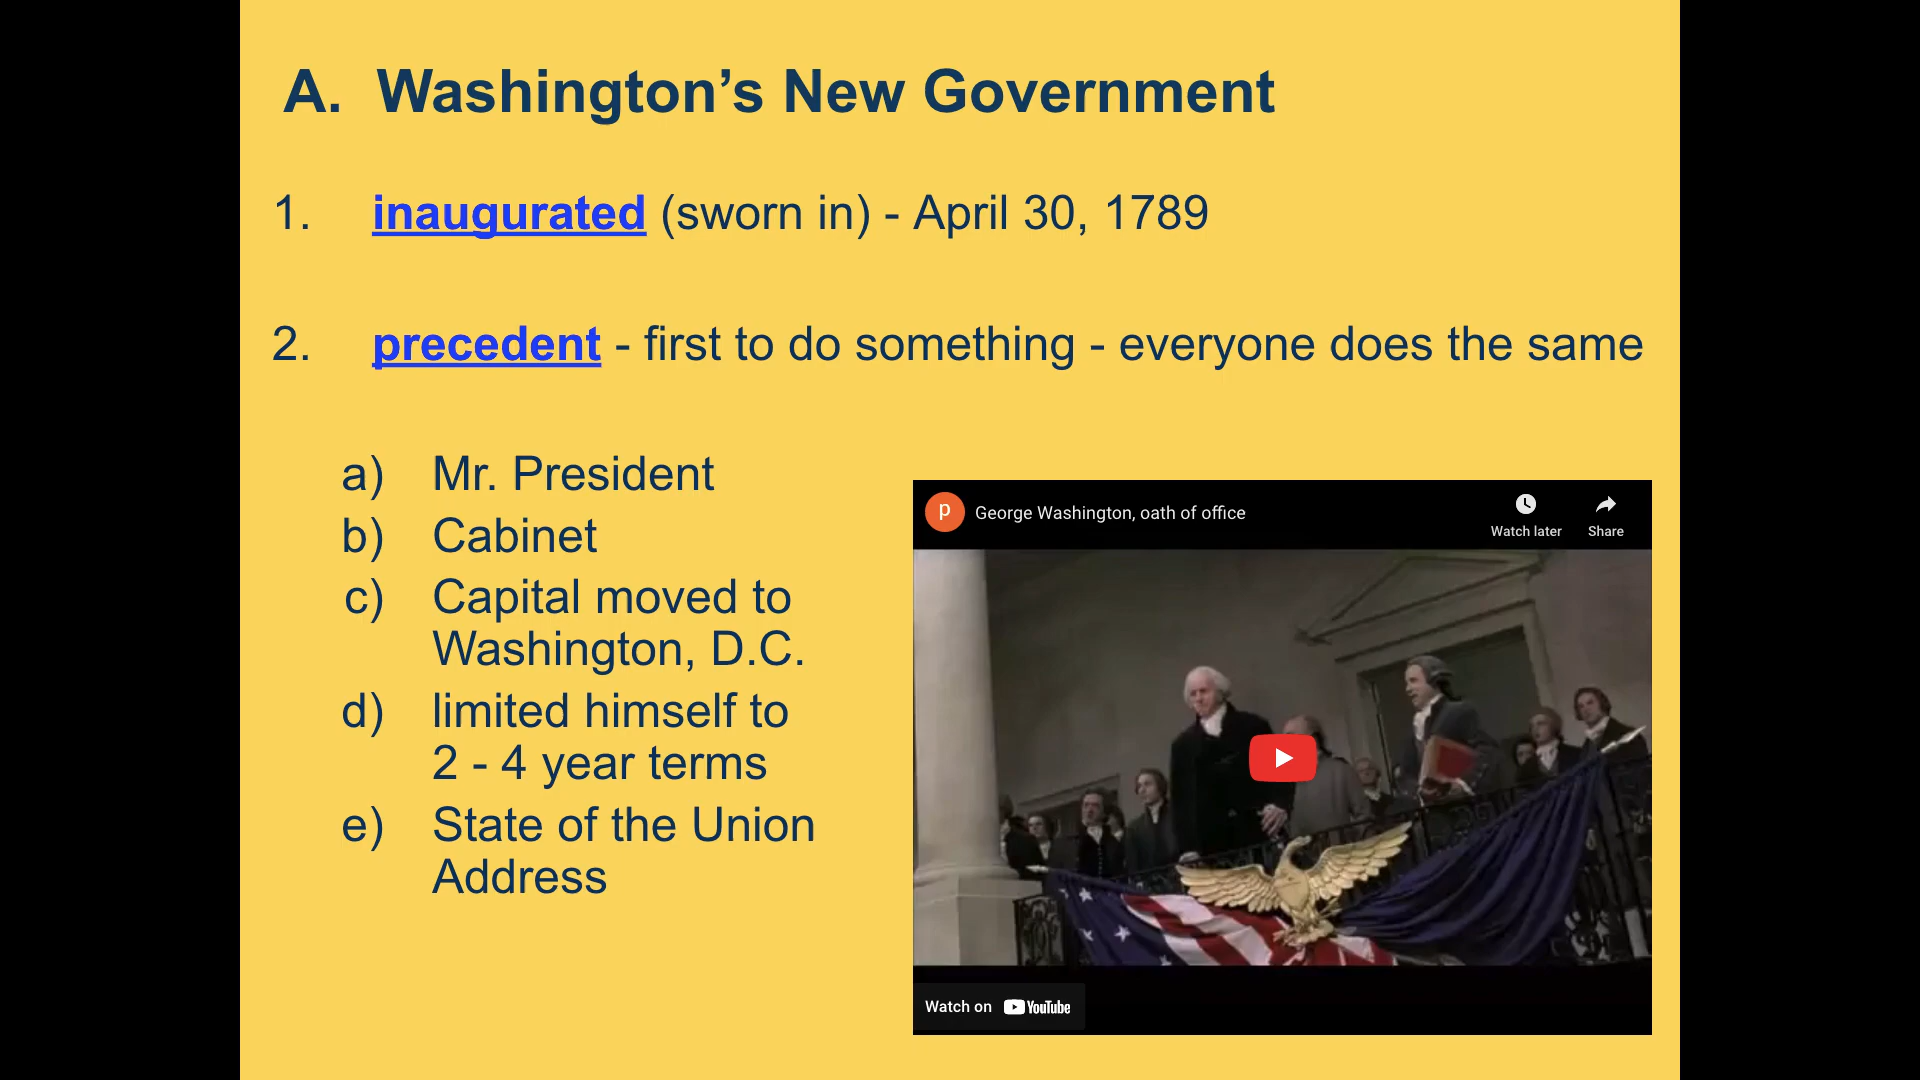 A. Washington’s New Government
1. inaugurated (sworn in) - April 30, 1789
2. precedent - first to do something - everyone does the same
a) Mr. President
b) Cabinet
c) Capital moved to
Washington, D.C.
d) limited himself to
2 - 4 year terms
e) State of the Union
Address
p George Washington, oath of office
Watch later
Share
Watch on YouTube